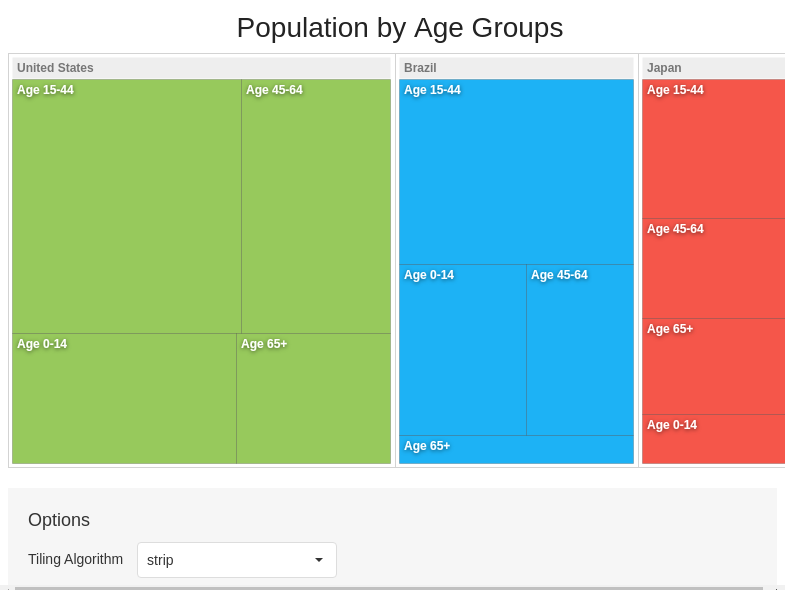 Population by Age Groups
United States
Brazil
Japan
Age 15-44
Age 45-64
Age 0-14
Age 65+
Age 15-44
Age 0-14
Age 45-64
Age 65+
Age 15-44
Age 45-64
Age 65+
Age 0-14
Options
Tiling Algorithm
strip